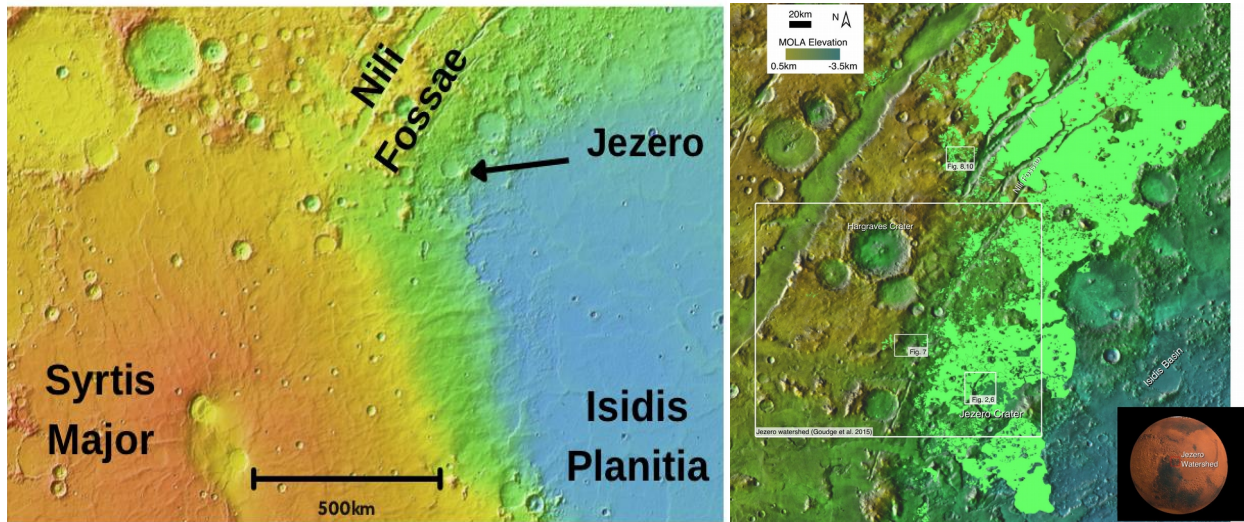 Nili
Fossae
Jezero
Syrtis
Major
Isidis
Planitia
500km
20km
N
MOLA Elevation
0.5km
-3.5km
Fig. 8,10
Nili Fossae
Hargraves Crater
Fig. 7
Fig. 2,6
Jezero Crater
Isidis Basin
Jezero watershed (Goudge et al. 2015)
Jezero
Watershed